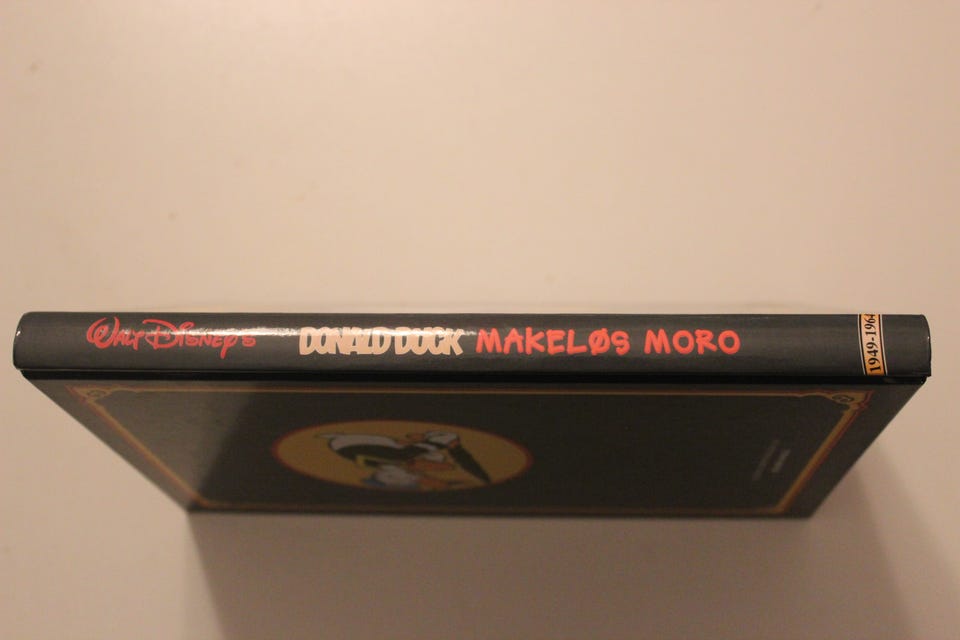 WALT DISNEY'S DONALD DUCK MAKELØS MORO
1949-1964